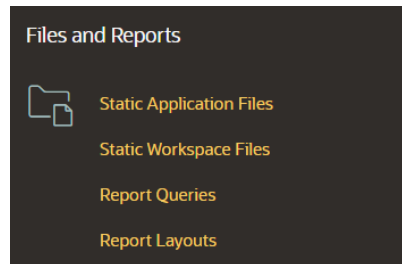 Files and Reports
Static Application Files
Static Workspace Files
Report Queries
Report Layouts